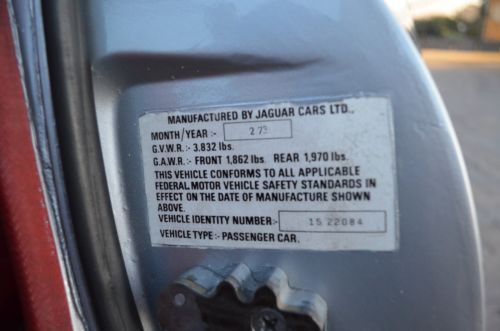 MANUFACTURED BY JAGUAR CARS LTD.,
MONTH/YEAR :- 2 73
G.V.W.R. :- 3,832 lbs.
G.A.W.R. :- FRONT 1,862 lbs. REAR 1,970 lbs.
THIS VEHICLE CONFORMS TO ALL APPLICABLE
FEDERAL MOTOR VEHICLE SAFETY STANDARDS IN
EFFECT ON THE DATE OF MANUFACTURE SHOWN
ABOVE.
VEHICLE IDENTITY NUMBER :- 1S 22084
VEHICLE TYPE :- PASSENGER CAR.